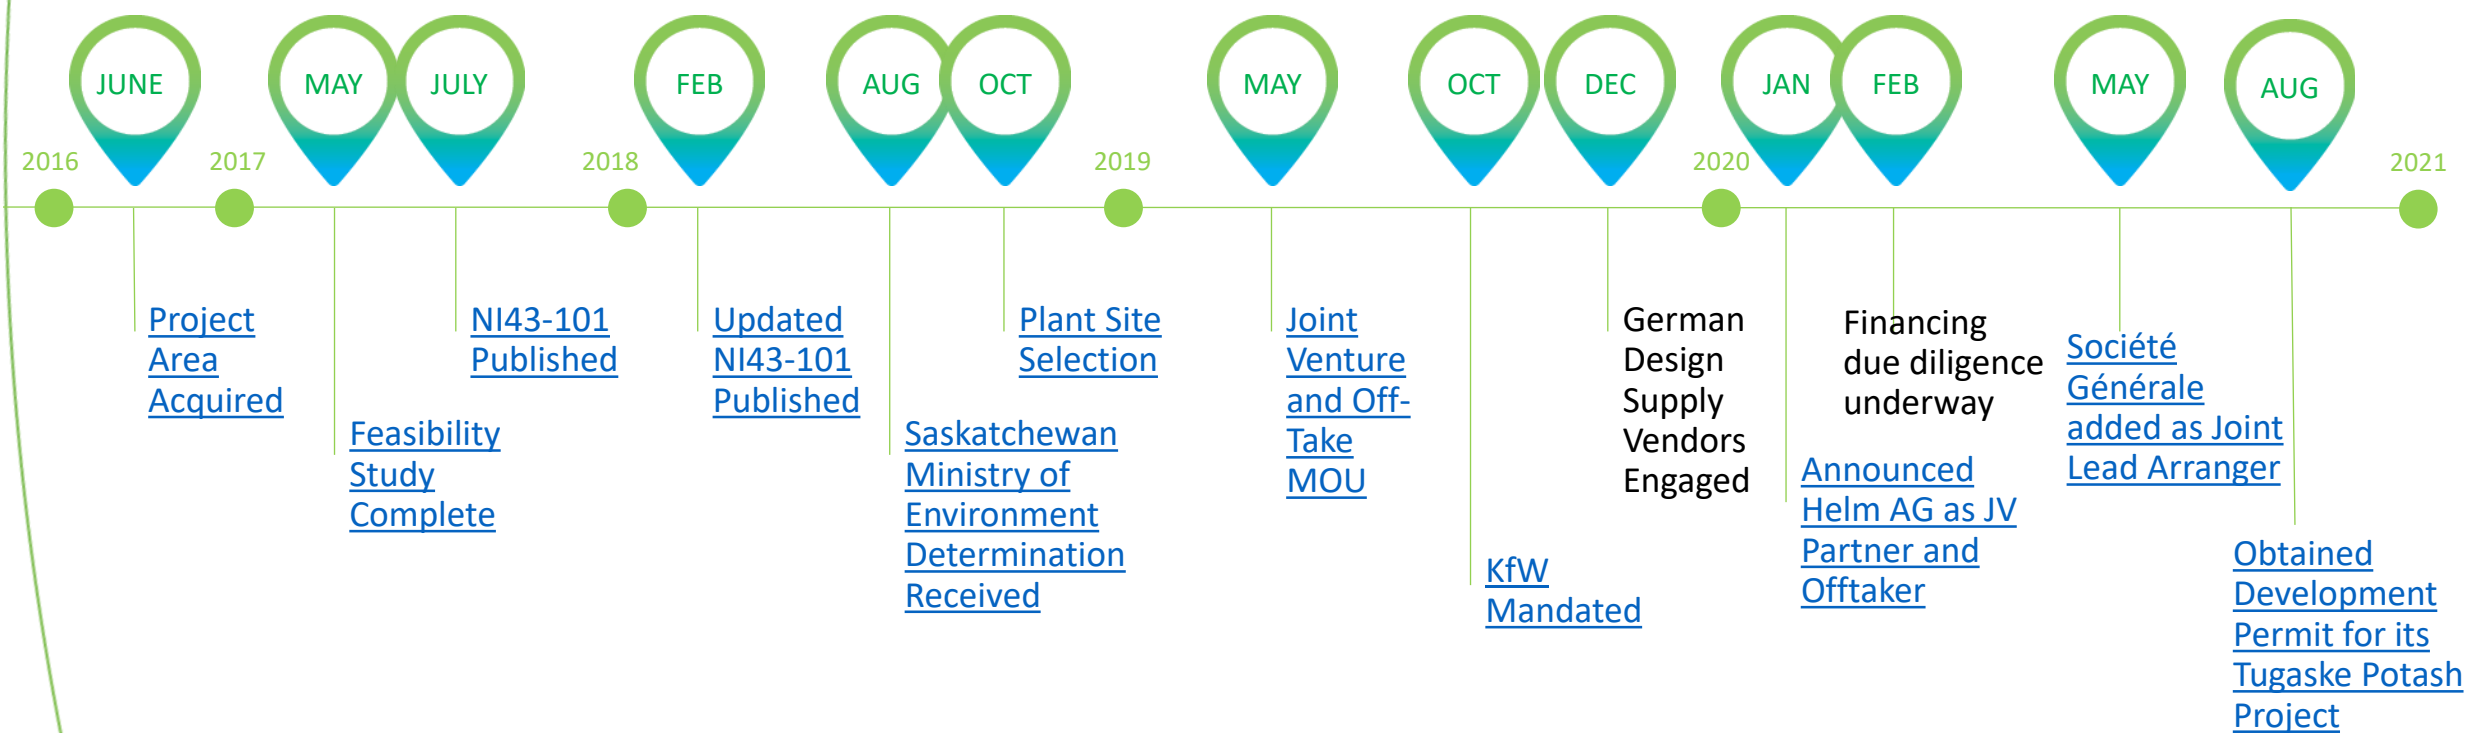 JUNE
MAY
JULY
FEB
AUG
OCT
MAY
OCT
DEC
JAN
FEB
MAY
AUG
2016
2017
2018
2019
2020
2021
Project
Area
Acquired
Feasibility
Study
Complete
NI43-101
Published
Updated
NI43-101
Published
Saskatchewan
Ministry of
Environment
Determination
Received
Plant Site
Selection
Joint
Venture
and Off-
Take
MOU
KfW
Mandated
German
Design
Supply
Vendors
Engaged
Announced
Helm AG as JV
Partner and
Offtaker
Financing
due diligence
underway
Société
Générale
added as Joint
Lead Arranger
Obtained
Development
Permit for its
Tugaske Potash
Project